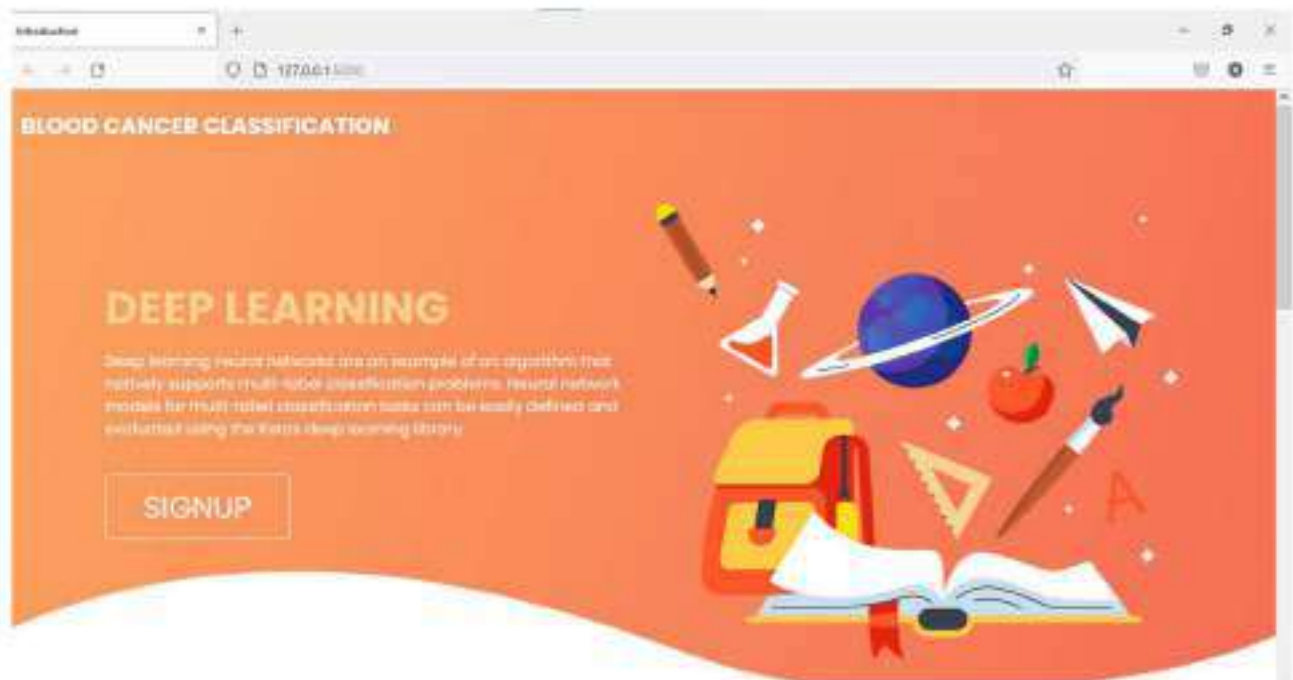 Introduction
127.0.0.1:5000
BLOOD CANCER CLASSIFICATION
DEEP LEARNING
Deep learning neural networks are an example of an algorithm that
natively supports multi-label classification problems. Neural network
models for multi-label classification tasks can be easily defined and
evaluated using the Keras deep learning library.
SIGNUP
A